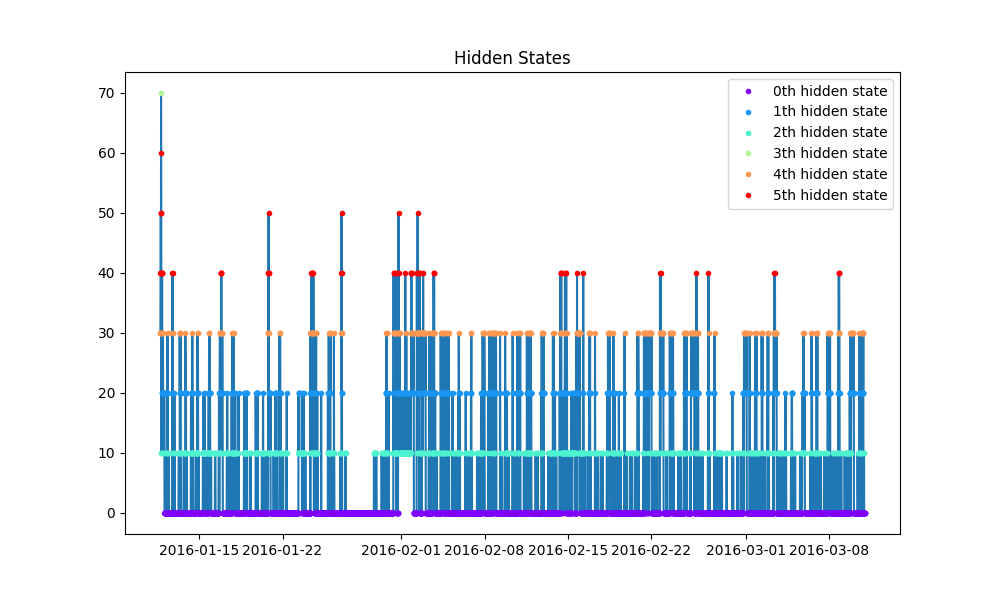 Hidden States
70
60
50
40
30
20
10
0
0th hidden state
1th hidden state
2th hidden state
3th hidden state
4th hidden state
5th hidden state
2016-01-15 2016-01-22 2016-02-01 2016-02-08 2016-02-15 2016-02-22 2016-03-01 2016-03-08